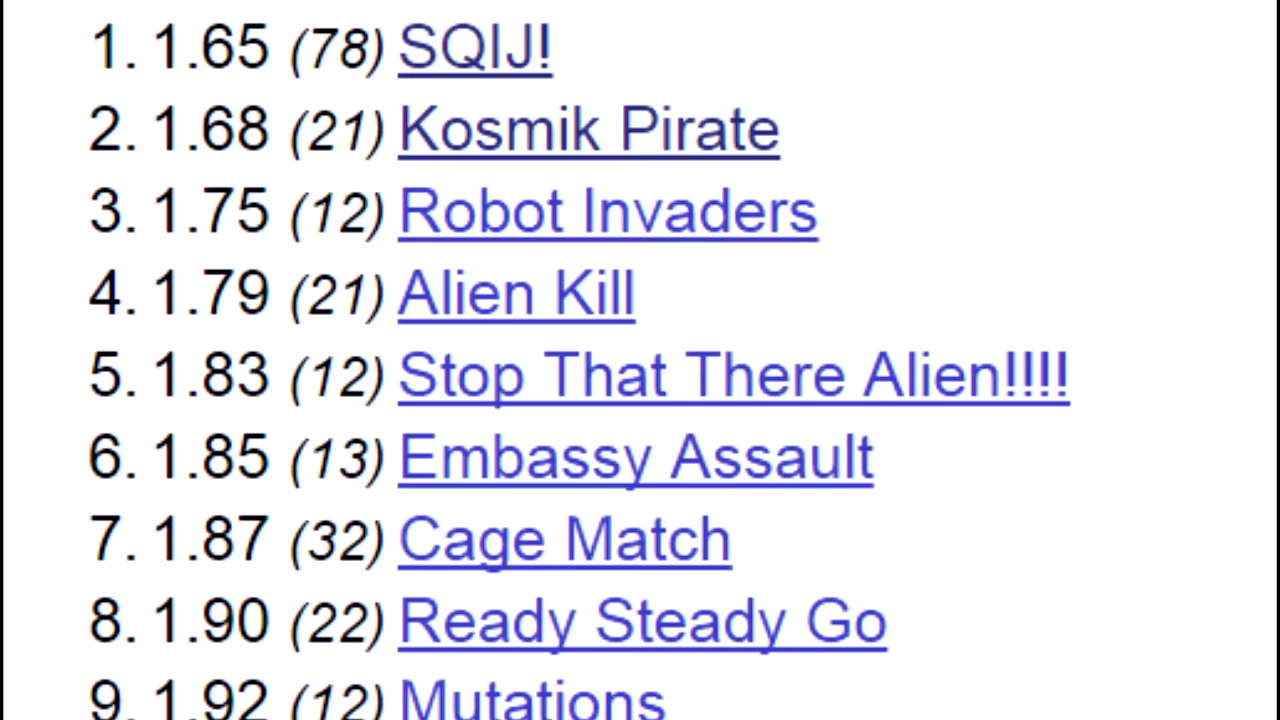 1. 1.65 (78) SQIJ!
2. 1.68 (21) Kosmik Pirate
3. 1.75 (12) Robot Invaders
4. 1.79 (21) Alien Kill
5. 1.83 (12) Stop That There Alien!!!!
6. 1.85 (13) Embassy Assault
7. 1.87 (32) Cage Match
8. 1.90 (22) Ready Steady Go
9. 1.92 (12) Mutations